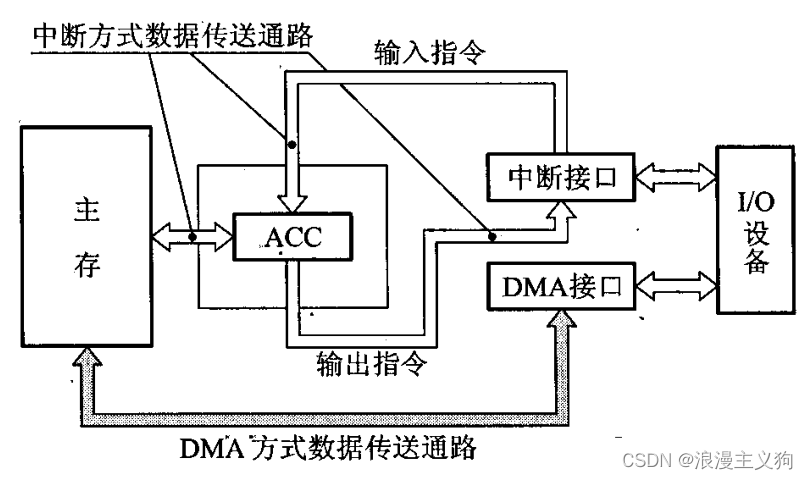 中断方式数据传送通路
输入指令
主
存
ACC
中断接口
I/O
设
备
DMA接口
输出指令
DMA 方式数据传送通路
CSDN @浪漫主义狗